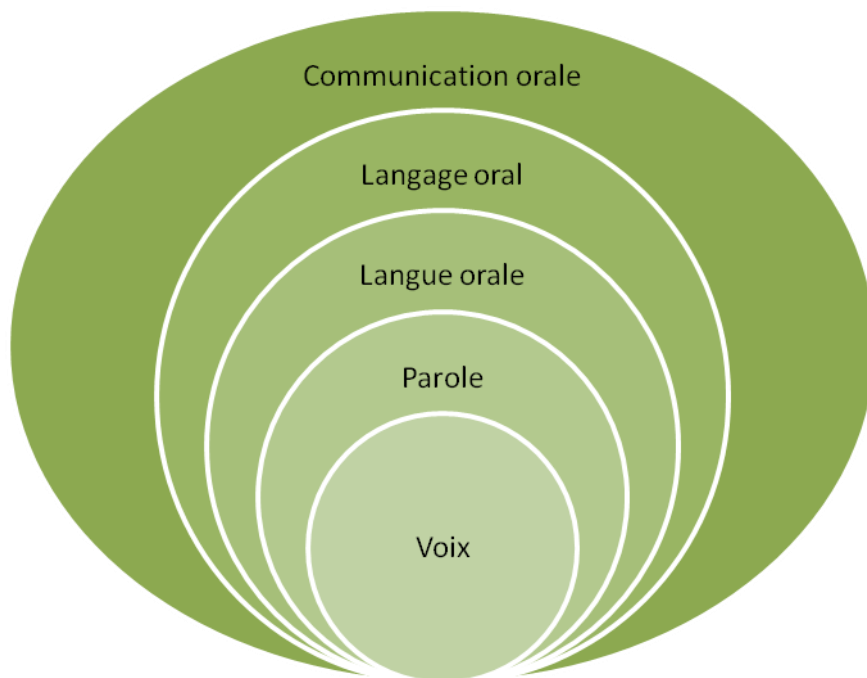 Communication orale
Langage oral
Langue orale
Parole
Voix